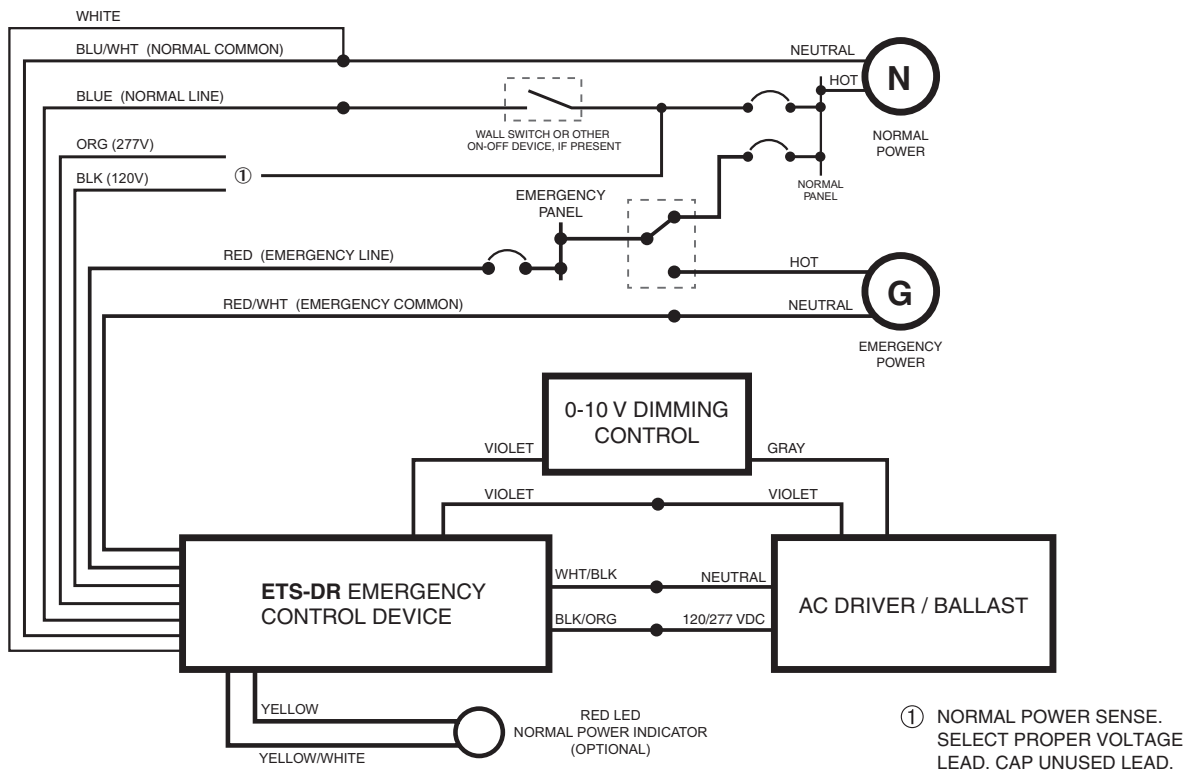 WHITE
BLU/WHT (NORMAL COMMON)
NEUTRAL
N
HOT
BLUE (NORMAL LINE)
WALL SWITCH OR OTHER
ON-OFF DEVICE, IF PRESENT
NORMAL
POWER
ORG (277V)
BLK (120V)
①
NORMAL
PANEL
EMERGENCY
PANEL
RED (EMERGENCY LINE)
HOT
G
RED/WHT (EMERGENCY COMMON)
NEUTRAL
EMERGENCY
POWER
0-10 V DIMMING
CONTROL
VIOLET
GRAY
VIOLET
VIOLET
ETS-DR EMERGENCY
CONTROL DEVICE
WHT/BLK
NEUTRAL
BLK/ORG
120/277 VDC
AC DRIVER / BALLAST
YELLOW
YELLOW/WHITE
RED LED
NORMAL POWER INDICATOR
(OPTIONAL)
① NORMAL POWER SENSE.
SELECT PROPER VOLTAGE
LEAD. CAP UNUSED LEAD.